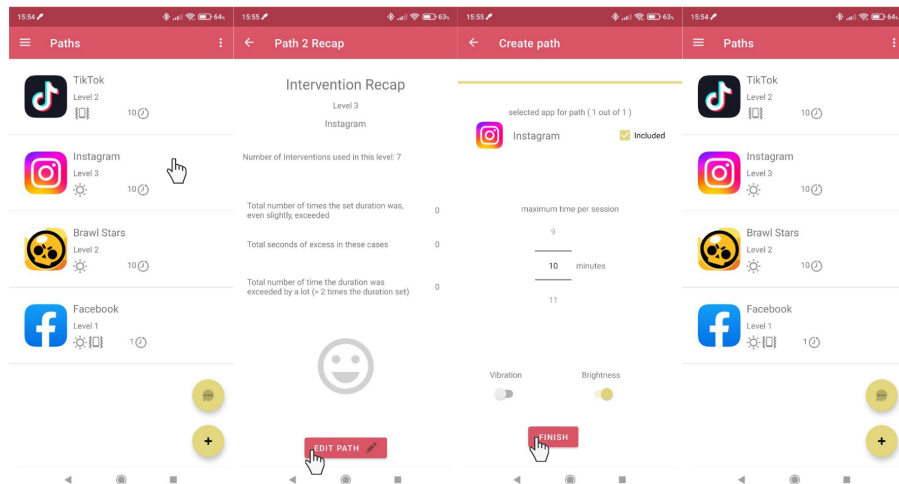 15:54
64%
Paths
TikTok
Level 2
10
Instagram
Level 3
10
Brawl Stars
Level 2
10
Facebook
Level 1
1
+
15:55
63%
Path 2 Recap
Intervention Recap
Level 3
Instagram
Number of Interventions used in this level: 7
Total number of times the set duration was,
even slightly, exceeded
0
Total seconds of excess in these cases
0
Total number of time the duration was
exceeded by a lot (> 2 times the duration set)
0
EDIT PATH
15:55
63%
Create path
selected app for path ( 1 out of 1 )
Instagram
Included
maximum time per session
9
10 minutes
11
Vibration
Brightness
FINISH
15:54
64%
Paths
TikTok
Level 2
10
Instagram
Level 3
10
Brawl Stars
Level 2
10
Facebook
Level 1
1
+